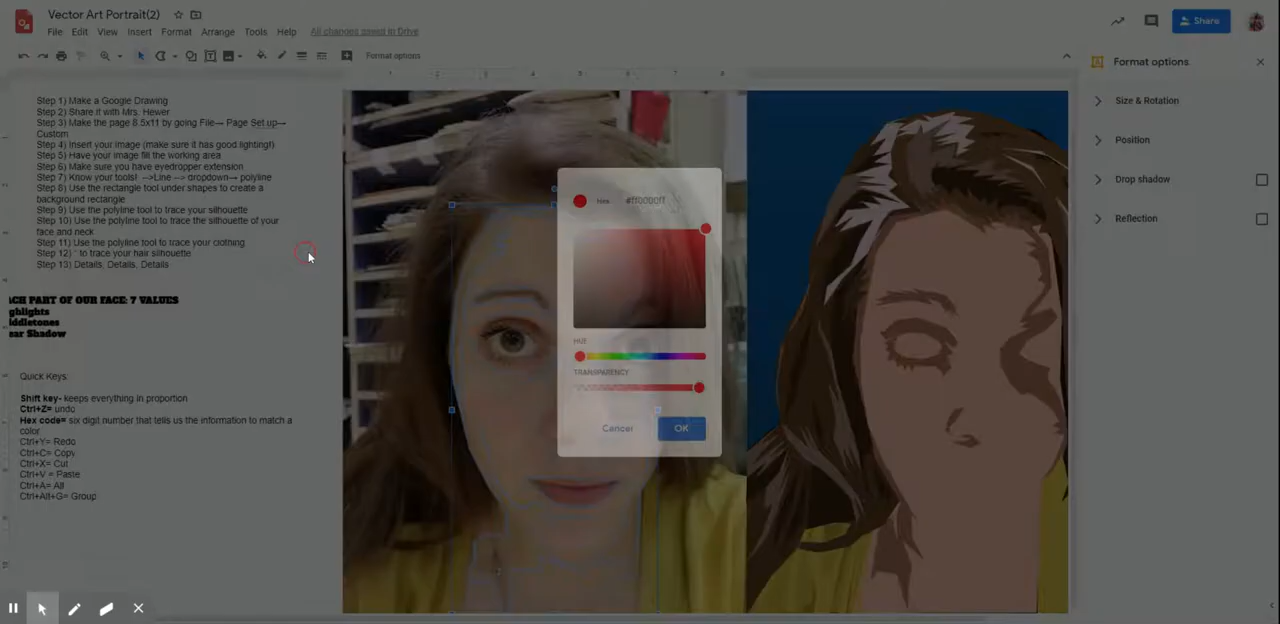 Vector Art Portrait(2)
File Edit View Insert Format Arrange Tools Help All changes saved in Drive
Share
Format options
Format options
1 2 3 4 5 6 7 8
Step 1) Make a Google Drawing
Step 2) Share it with Mrs. Hewer
Step 3) Make the page 8.5x11 by going File→ Page Set up→
Custom
Step 4) Insert your image (make sure it has good lighting!)
Step 5) Have your image fill the working area
Step 6) Make sure you have eyedropper extension
Step 7) Know your tools! -->Line --> dropdown→ polyline
Step 8) Use the rectangle tool under shapes to create a
background rectangle
Step 9) Use the polyline tool to trace your silhouette
Step 10) Use the polyline tool to trace the silhouette of your
face and neck
Step 11) Use the polyline tool to trace your clothing
Step 12) " to trace your hair silhouette
Step 13) Details, Details, Details
ACH PART OF OUR FACE: 7 VALUES
ghlights
ddletones
ear Shadow
Quick Keys:
Shift key- keeps everything in proportion
Ctrl+Z= undo
Hex code= six digit number that tells us the information to match a
color
Ctrl+Y= Redo
Ctrl+C= Copy
Ctrl+X= Cut
Ctrl+V = Paste
Ctrl+A= All
Ctrl+Alt+G= Group
Hex #ff0000ff
HUE
TRANSPARENCY
Cancel OK
Size & Rotation
Position
Drop shadow
Reflection